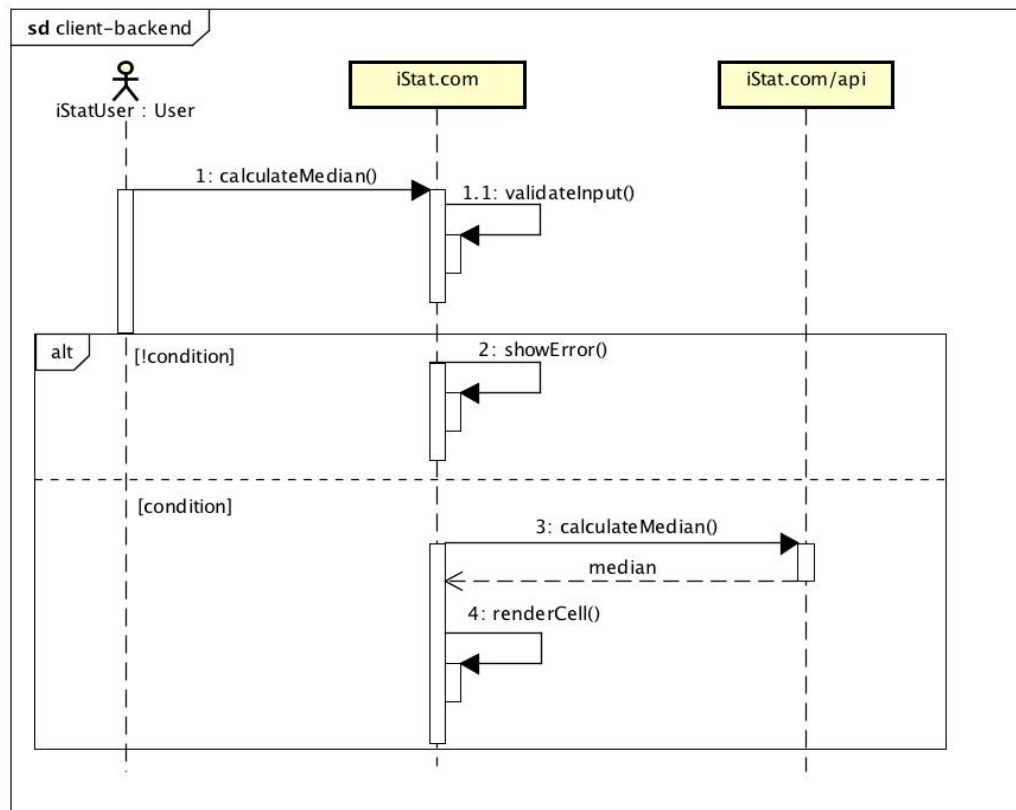 sd client-backend
iStatUser : User
iStat.com
iStat.com/api
1: calculateMedian()
1.1: validateInput()
alt
[!condition]
2: showError()
[condition]
3: calculateMedian()
median
4: renderCell()